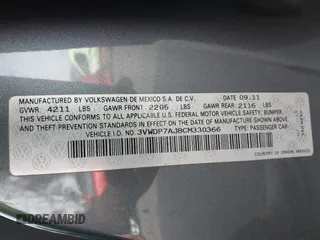 MANUFACTURED BY VOLKSWAGEN DE MEXICO S.A. DE C.V. DATE 09.11
GVWR: 4211 LBS GAWR FRONT 2205 LBS GAWR REAR 2116 LBS
THIS VEHICLE CONFORMS TO ALL APPLICABLE U.S. FEDERAL MOTOR VEHICLE SAFETY, BUMPER,
AND THEFT PREVENTION STANDARDS IN EFFECT ON THE
DATE OF MANUFACTURE SHOWN ABOVE.
VEHICLE I.D. NO. 3VWDP7AJBCM330366 TYPE: PASSENGER CAR
COUNTRY OF ORIGIN: MEXICO
DREAMBID